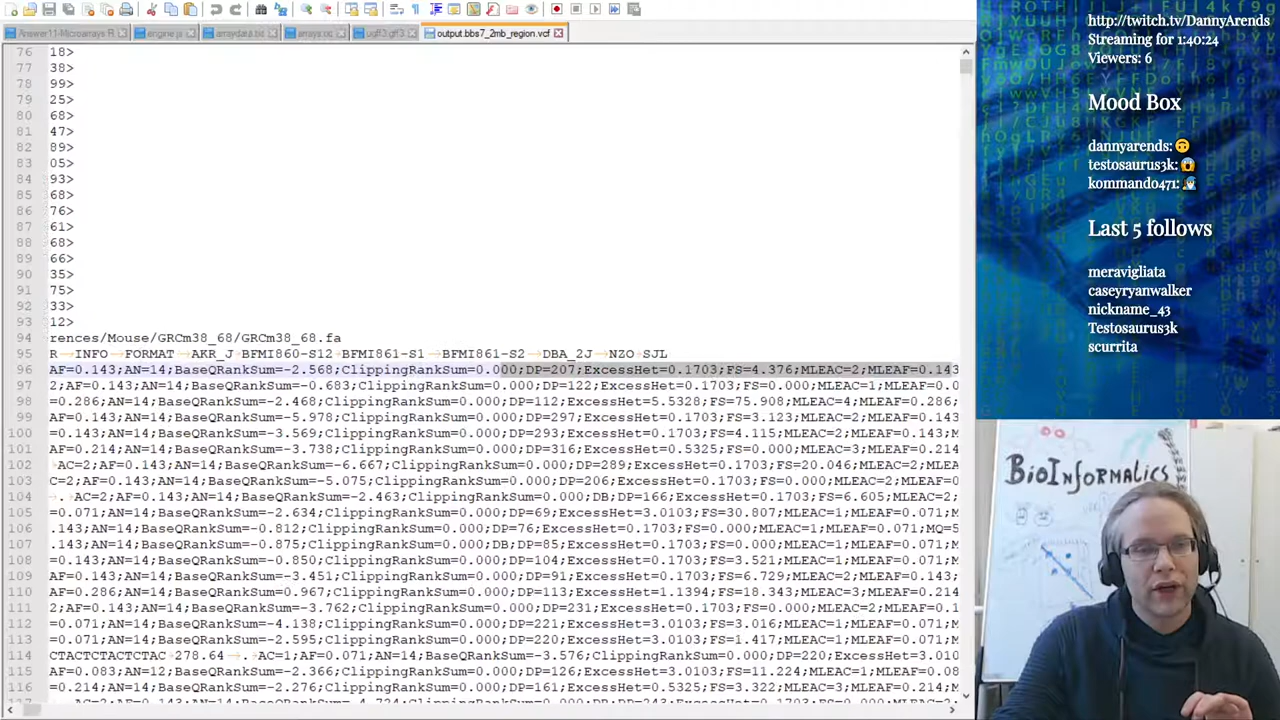 Answer11-Microarrays R engine.js arraydata.txt arrays.txt ugff3.gff3 output.bbs7_2mb_region.vcf
76 18>
77 38>
78 99>
79 25>
80 68>
81 47>
82 89>
83 05>
84 93>
85 68>
86 76>
87 61>
88 68>
89 66>
90 35>
91 75>
92 33>
93 12>
94 rences/Mouse/GRCm38_68/GRCm38_68.fa
95 R INFO FORMAT AKR_J BFMI860-S12 BFMI861-S1 BFMI861-S2 DBA_2J NZO SJL
96 AF=0.143;AN=14;BaseQRankSum=-2.568;ClippingRankSum=0.000;DP=207;ExcessHet=0.1703;FS=4.376;MLEAC=2;MLEAF=0.143
97 2;AF=0.143;AN=14;BaseQRankSum=-0.683;ClippingRankSum=0.000;DP=122;ExcessHet=0.1703;FS=0.000;MLEAC=1;MLEAF=0.
98 =0.286;AN=14;BaseQRankSum=-2.468;ClippingRankSum=0.000;DP=112;ExcessHet=5.5328;FS=75.908;MLEAC=4;MLEAF=0.286;
99 AF=0.143;AN=14;BaseQRankSum=-5.978;ClippingRankSum=0.000;DP=297;ExcessHet=0.1703;FS=3.123;MLEAC=2;MLEAF=0.143
100 0.143;AN=14;BaseQRankSum=-3.569;ClippingRankSum=0.000;DP=293;ExcessHet=0.1703;FS=4.115;MLEAC=2;MLEAF=0.143;M
101 AF=0.214;AN=14;BaseQRankSum=-3.738;ClippingRankSum=0.000;DP=316;ExcessHet=0.5325;FS=0.000;MLEAC=3;MLEAF=0.214
102 . AC=2;AF=0.143;AN=14;BaseQRankSum=-6.667;ClippingRankSum=0.000;DP=289;ExcessHet=0.1703;FS=20.046;MLEAC=2;MLE
103 C=2;AF=0.143;AN=14;BaseQRankSum=-5.075;ClippingRankSum=0.000;DP=206;ExcessHet=0.1703;FS=0.000;MLEAC=2;MLEAF=
104 . AC=2;AF=0.143;AN=14;BaseQRankSum=-2.463;ClippingRankSum=0.000;DB;DP=166;ExcessHet=0.1703;FS=6.605;MLEAC=2;
105 =0.071;AN=14;BaseQRankSum=-2.634;ClippingRankSum=0.000;DP=69;ExcessHet=3.0103;FS=30.807;MLEAC=1;MLEAF=0.071;M
106 .143;AN=14;BaseQRankSum=-0.812;ClippingRankSum=0.000;DP=76;ExcessHet=0.1703;FS=0.000;MLEAC=1;MLEAF=0.071;MQ=5
107 .143;AN=14;BaseQRankSum=-0.875;ClippingRankSum=0.000;DB;DP=85;ExcessHet=0.1703;FS=0.000;MLEAC=1;MLEAF=0.071;M
108 AF=0.143;AN=14;BaseQRankSum=-0.850;ClippingRankSum=0.000;DP=104;ExcessHet=0.1703;FS=3.521;MLEAC=1;MLEAF=0.071
109 AF=0.143;AN=14;BaseQRankSum=-3.451;ClippingRankSum=0.000;DP=91;ExcessHet=0.1703;FS=6.729;MLEAC=2;MLEAF=0.143;
110 AF=0.286;AN=14;BaseQRankSum=0.967;ClippingRankSum=0.000;DP=113;ExcessHet=1.1394;FS=18.343;MLEAC=3;MLEAF=0.214
111 2;AF=0.143;AN=14;BaseQRankSum=-3.762;ClippingRankSum=0.000;DP=231;ExcessHet=0.1703;FS=0.000;MLEAC=2;MLEAF=0.1
112 =0.071;AN=14;BaseQRankSum=-4.138;ClippingRankSum=0.000;DP=122;ExcessHet=3.0103;FS=3.016;MLEAC=1;MLEAF=0.071;M
113 =0.071;AN=14;BaseQRankSum=-2.595;ClippingRankSum=0.000;DP=220;ExcessHet=3.0103;FS=1.417;MLEAC=1;MLEAF=0.071;M
114 CTACTCTACTCTAC 278.64 . AC=1;AF=0.071;AN=14;BaseQRankSum=-3.576;ClippingRankSum=0.000;DP=220;ExcessHet=3.010
115 AF=0.083;AN=12;BaseQRankSum=-2.366;ClippingRankSum=0.000;DP=126;ExcessHet=3.0103;FS=11.224;MLEAC=1;MLEAF=0.08
116 =0.214;AN=14;BaseQRankSum=-2.376;ClippingRankSum=0.000;DP=161;ExcessHet=0.5325;FS=3.322;MLEAC=3;MLEAF=0.214;M
http://twitch.tv/DannyArends
Streaming for 1:40:24
Viewers: 6
Mood Box
dannyarends:
testosaurus3k:
kommando471:
Last 5 follows
meravigliata
caseyryanwalker
nickname_43
Testosaurus3k
scurrita
BioInformatics